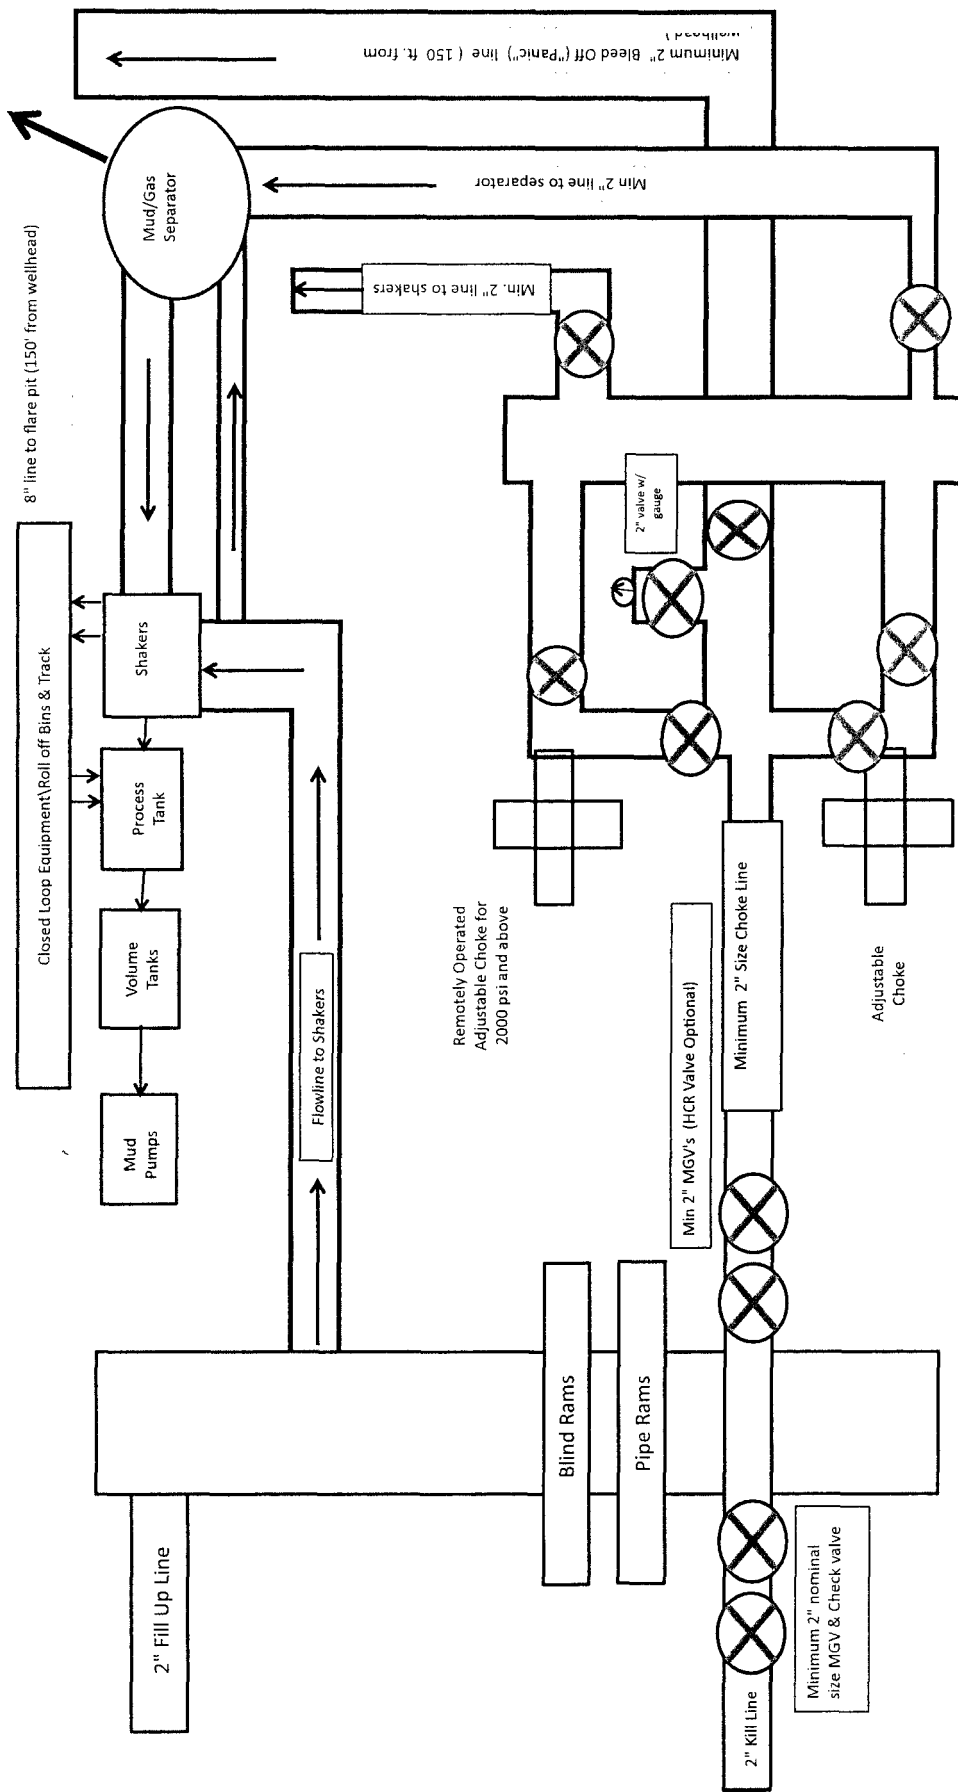 8" line to flare pit (150' from wellhead)
Closed Loop Equipment\Roll off Bins & Track
Mud/Gas
Separator
Shakers
Process
Tank
Volume
Tanks
Mud
Pumps
Minimum 2" Bleed Off ("Panic") line ( 150 ft. from
wellhead )
Min 2" line to separator
Min. 2" line to shakers
2" Fill Up Line
Flowline to Shakers
Remotely Operated
Adjustable Choke for
2000 psi and above
2" valve w/
gauge
Blind Rams
Pipe Rams
Min 2" MGV's (HCR Valve Optional)
Minimum 2" Size Choke Line
Adjustable
Choke
2" Kill Line
Minimum 2" nominal
size MGV & Check valve